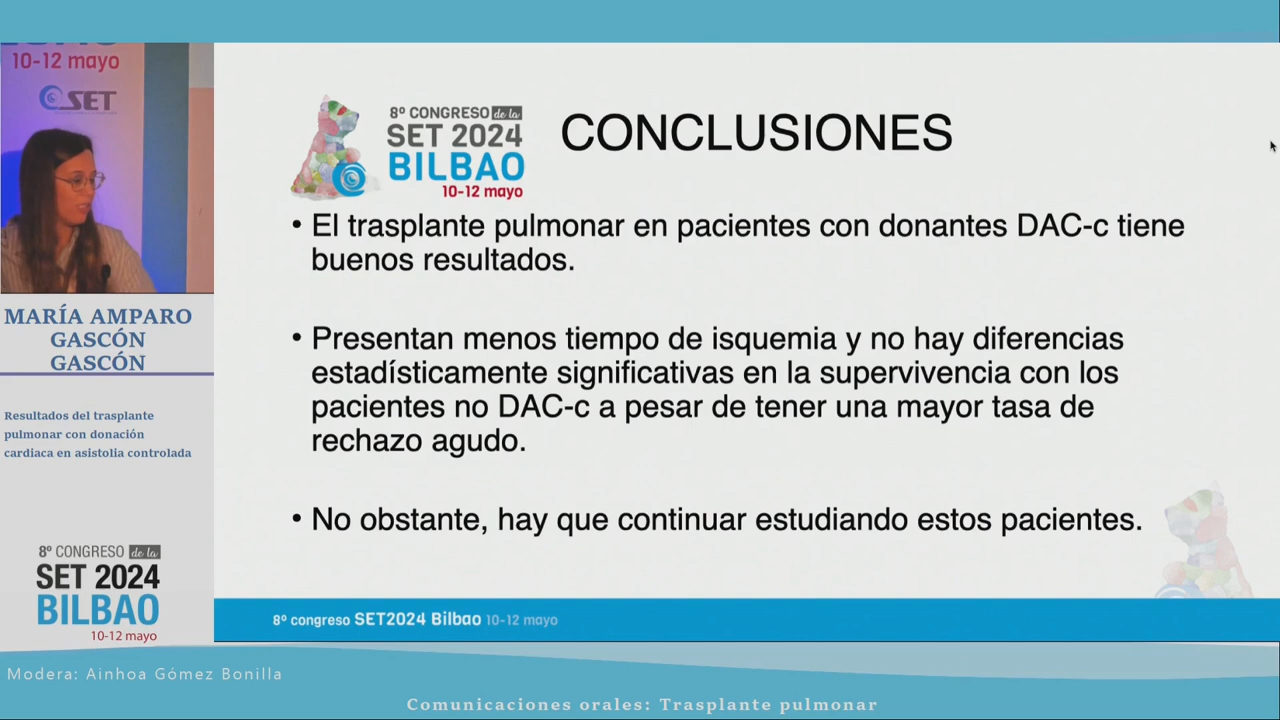 10-12 mayo
SET
MARÍA AMPARO
GASCÓN
GASCÓN
Resultados del trasplante
pulmonar con donación
cardiaca en asistolia controlada
8º CONGRESO de la
SET 2024
BILBAO
10-12 mayo
8º CONGRESO de la
SET 2024
BILBAO
10-12 mayo
CONCLUSIONES
• El trasplante pulmonar en pacientes con donantes DAC-c tiene
buenos resultados.
• Presentan menos tiempo de isquemia y no hay diferencias
estadísticamente significativas en la supervivencia con los
pacientes no DAC-c a pesar de tener una mayor tasa de
rechazo agudo.
• No obstante, hay que continuar estudiando estos pacientes.
8º congreso SET2024 Bilbao 10-12 mayo
Modera: Ainhoa Gómez Bonilla
Comunicaciones orales: Trasplante pulmonar